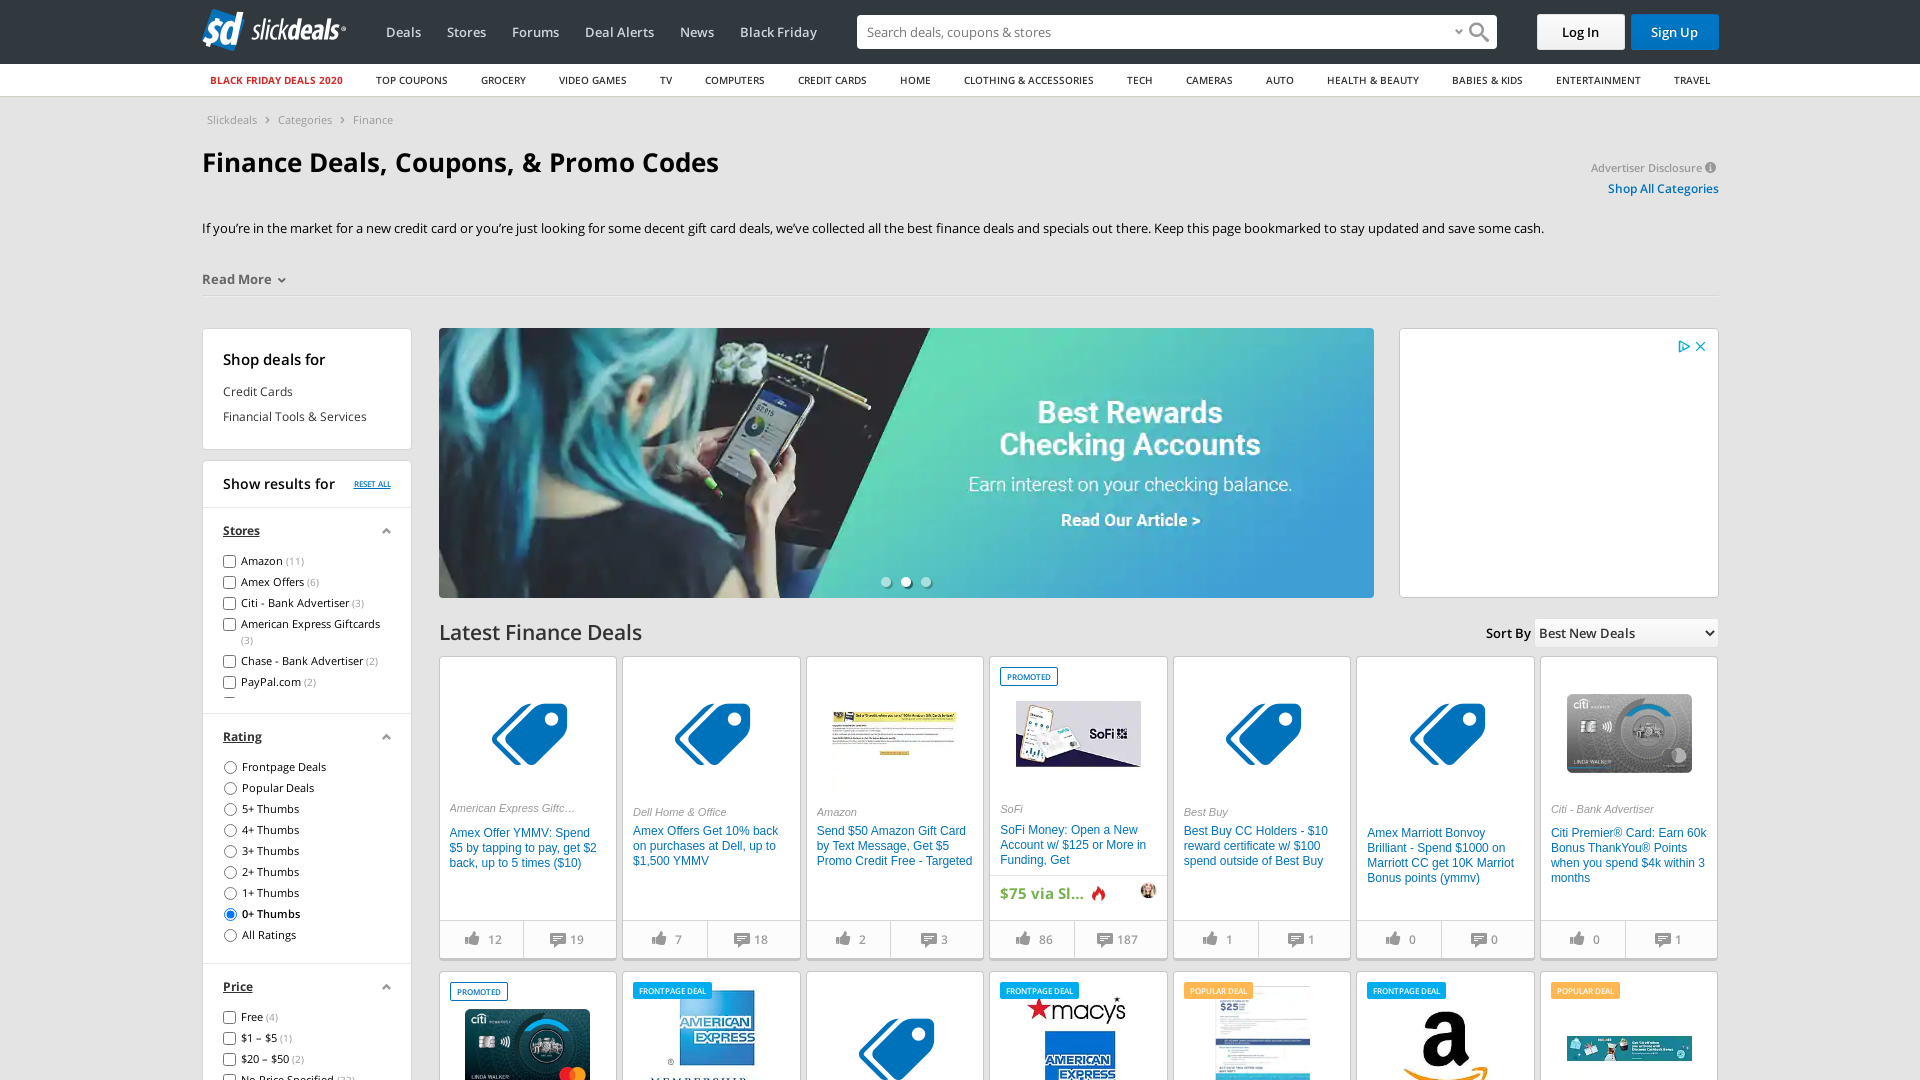 slickdeals
Deals
Stores
Forums
Deal Alerts
News
Black Friday
Search deals, coupons & stores
Log In
Sign Up
BLACK FRIDAY DEALS 2020
TOP COUPONS
GROCERY
VIDEO GAMES
TV
COMPUTERS
CREDIT CARDS
HOME
CLOTHING & ACCESSORIES
TECH
CAMERAS
AUTO
HEALTH & BEAUTY
BABIES & KIDS
ENTERTAINMENT
TRAVEL
Slickdeals
Categories
Finance
Finance Deals, Coupons, & Promo Codes
Advertiser Disclosure
Shop All Categories
If you’re in the market for a new credit card or you’re just looking for some decent gift card deals, we’ve collected all the best finance deals and specials out there. Keep this page bookmarked to stay updated and save some cash.
Read More
Shop deals for
Credit Cards
Financial Tools & Services
Show results for
RESET ALL
Stores
Amazon (11)
Amex Offers (6)
Citi - Bank Advertiser (3)
American Express Giftcards
(3)
Chase - Bank Advertiser (2)
PayPal.com (2)
Rating
Frontpage Deals
Popular Deals
5+ Thumbs
4+ Thumbs
3+ Thumbs
2+ Thumbs
1+ Thumbs
0+ Thumbs
All Ratings
Price
Free (4)
$1 – $5 (1)
$20 – $50 (2)
No Price Specified (22)
Best Rewards
Checking Accounts
Earn interest on your checking balance.
Read Our Article >
Latest Finance Deals
Sort By
Best New Deals
American Express Giftc...
Amex Offer YMMV: Spend
$5 by tapping to pay, get $2
back, up to 5 times ($10)
12
19
Dell Home & Office
Amex Offers Get 10% back
on purchases at Dell, up to
$1,500 YMMV
7
18
Amazon
Send $50 Amazon Gift Card
by Text Message, Get $5
Promo Credit Free - Targeted
2
3
PROMOTED
SoFi
SoFi
SoFi Money: Open a New
Account w/ $125 or More in
Funding, Get
$75 via Sl...
86
187
Best Buy
Best Buy CC Holders - $10
reward certificate w/ $100
spend outside of Best Buy
1
1
Amex Marriott Bonvoy
Brilliant - Spend $1000 on
Marriott CC get 10K Marriot
Bonus points (ymmv)
0
0
citi
LINDA WALKER
Citi - Bank Advertiser
Citi Premier® Card: Earn 60k
Bonus ThankYou® Points
when you spend $4k within 3
months
0
1
PROMOTED
citi
LINDA WALKER
FRONTPAGE DEAL
AMERICAN
EXPRESS
MEMBERSHIP
FRONTPAGE DEAL
macy's
AMERICAN
EXPRESS
POPULAR DEAL
$25
FRONTPAGE DEAL
a
POPULAR DEAL